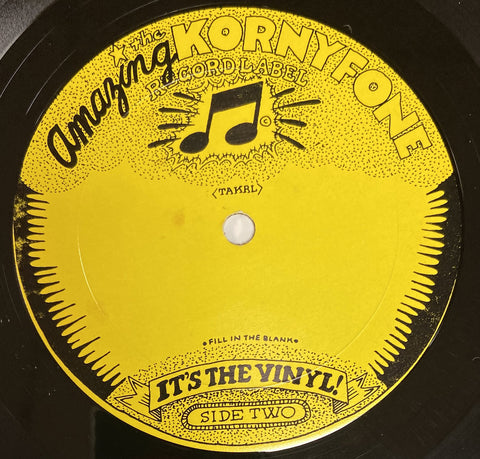 the
Amazing KORNYFONE
RECORD LABEL
<TAKRL>
•FILL IN THE BLANK•
IT'S THE VINYL!
SIDE TWO